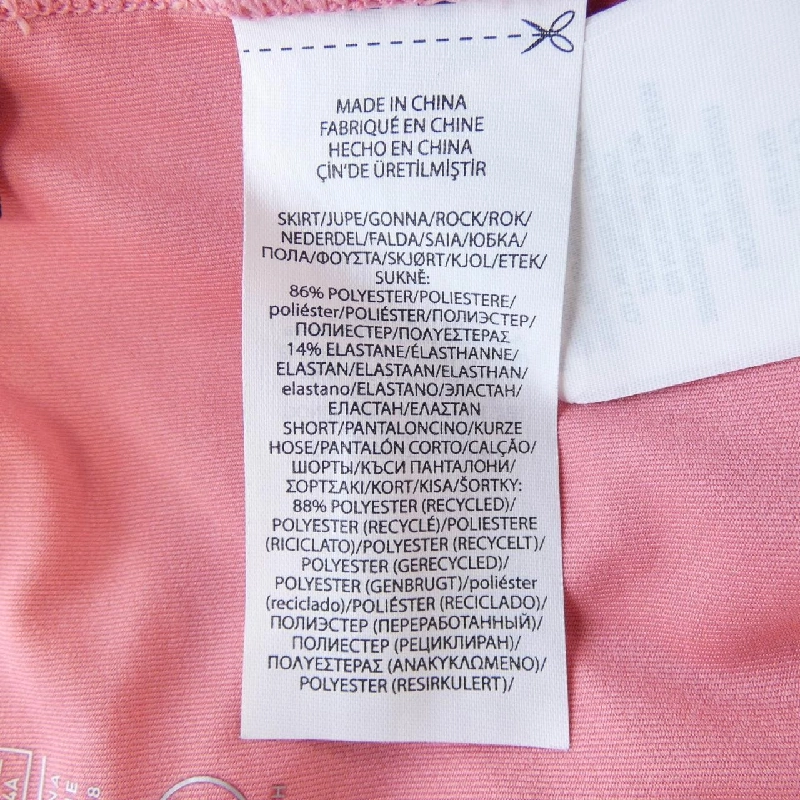 MADE IN CHINA
FABRIQUÉ EN CHINE
HECHO EN CHINA
ÇİN'DE ÜRETİLMİŞTİR
SKIRT/JUPE/GONNA/ROCK/ROK/
NEDERDEL/FALDA/SAIA/ЮБКА/
ПОЛА/ΦΟΥΣΤΑ/SKJØRT/KJOL/ETEK/
SUKNĚ:
86% POLYESTER/POLIESTERE/
poliéster/POLIÉSTER/ПОЛИЭСТЕР/
ПОЛИЕСТЕР/ΠΟΛΥΕΣΤΕΡΑΣ
14% ELASTANE/ÉLASTHANNE/
ELASTAN/ELASTAAN/ELASTHAN/
elastano/ELASTANO/ЭЛАСТАН/
ЕЛАСТАН/ΕΛΑΣΤΑΝ
SHORT/PANTALONCINO/KURZE
HOSE/PANTALÓN CORTO/CALÇÃO/
ШОРТЫ/КЪСИ ПАНТАЛОНИ/
ΣΟΡΤΣΑΚΙ/KORT/KISA/ŠORTKY:
88% POLYESTER (RECYCLED)/
POLYESTER (RECYCLÉ)/POLIESTERE
(RICICLATO)/POLYESTER (RECYCELT)/
POLYESTER (GERECYCLED)/
POLYESTER (GENBRUGT)/poliéster
(reciclado)/POLIÉSTER (RECICLADO)/
ПОЛИЭСТЕР (ПЕРЕРАБОТАННЫЙ)/
ПОЛИЕСТЕР (РЕЦИКЛИРАН)/
ΠΟΛΥΕΣΤΕΡΑΣ (ΑΝΑΚΥΚΛΩΜΕΝΟ)/
POLYESTER (RESIRKULERT)/